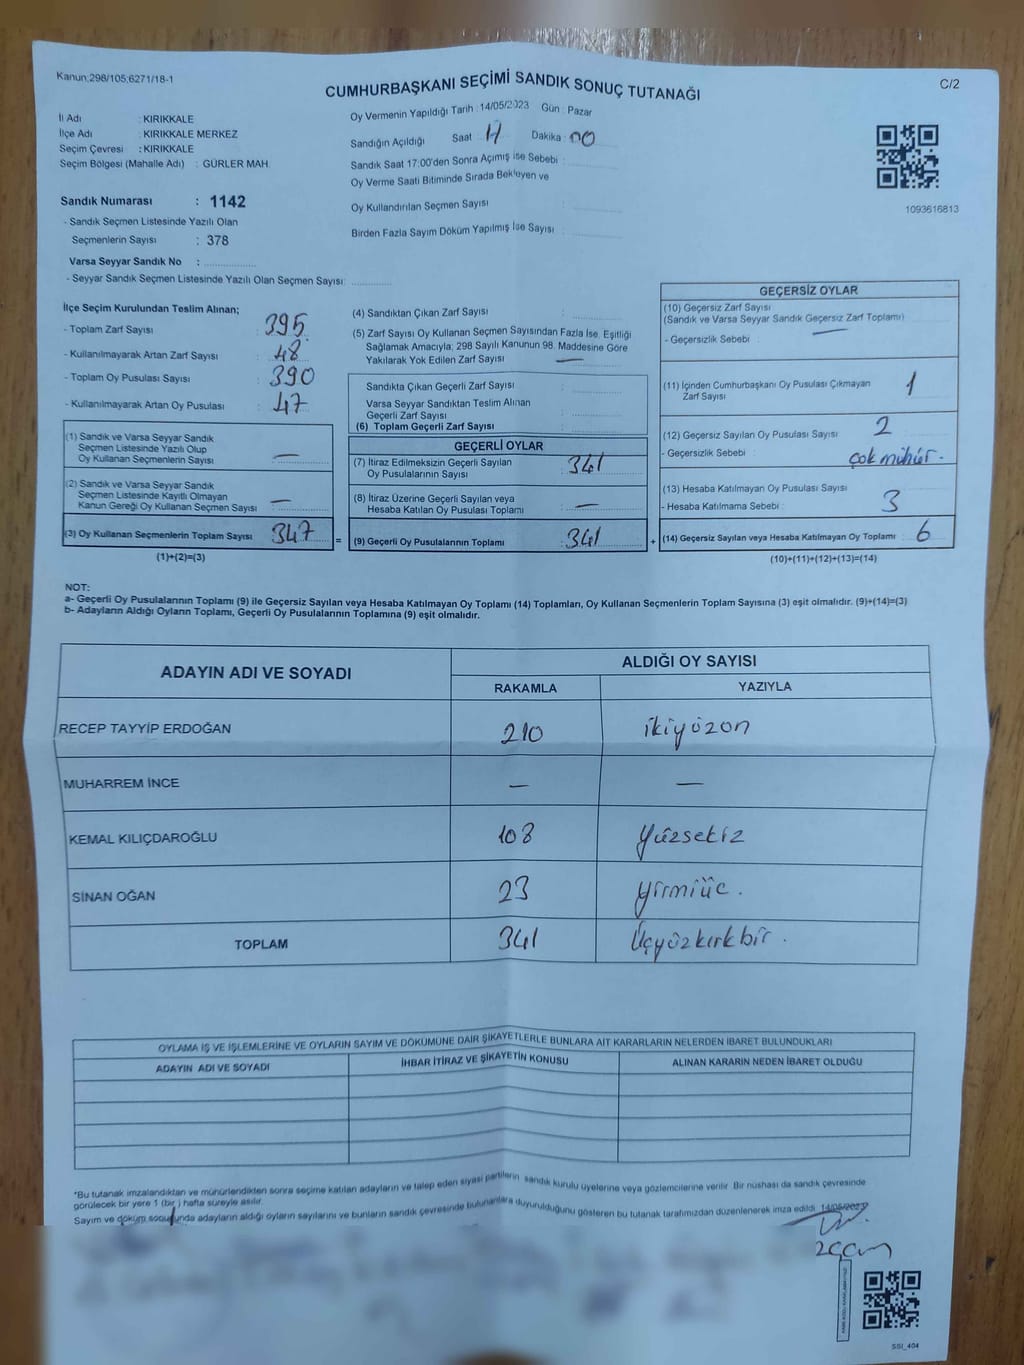 Kanun;298/105;6271/18-1
CUMHURBAŞKANI SEÇİMİ SANDIK SONUÇ TUTANAĞI
C/2
İl Adı : KIRIKKALE
İlçe Adı : KIRIKKALE MERKEZ
Seçim Çevresi : KIRIKKALE
Seçim Bölgesi (Mahalle Adı) : GÜRLER MAH.
Oy Vermenin Yapıldığı Tarih : 14/05/2023 Gün : Pazar
Sandığın Açıldığı Saat 17 Dakika : 00
Sandık Saat 17:00'den Sonra Açımış ise Sebebi :
Oy Verme Saati Bitiminde Sırada Bekleyen ve
Oy Kullandırılan Seçmen Sayısı :
Birden Fazla Sayım Döküm Yapılmış İse Sayısı :
1093616813
Sandık Numarası : 1142
- Sandık Seçmen Listesinde Yazılı Olan
Seçmenlerin Sayısı : 378
Varsa Seyyar Sandık No :
- Seyyar Sandık Seçmen Listesinde Yazılı Olan Seçmen Sayısı:
İlçe Seçim Kurulundan Teslim Alınan;
- Toplam Zarf Sayısı : 395
- Kullanılmayarak Artan Zarf Sayısı : 48
- Toplam Oy Pusulası Sayısı : 390
- Kullanılmayarak Artan Oy Pusulası : 47
(1) Sandık ve Varsa Seyyar Sandık
Seçmen Listesinde Yazılı Olup
Oy Kullanan Seçmenlerin Sayısı : —
(2) Sandık ve Varsa Seyyar Sandık
Seçmen Listesinde Kayıtlı Olmayan
Kanun Gereği Oy Kullanan Seçmen Sayısı : —
(3) Oy Kullanan Seçmenlerin Toplam Sayısı : 347 =
(1)+(2)=(3)
(4) Sandıktan Çıkan Zarf Sayısı :
(5) Zarf Sayısı Oy Kullanan Seçmen Sayısından Fazla İse, Eşitliği
Sağlamak Amacıyla; 298 Sayılı Kanunun 98. Maddesine Göre
Yakılarak Yok Edilen Zarf Sayısı : —
Sandıkta Çıkan Geçerli Zarf Sayısı :
Varsa Seyyar Sandıktan Teslim Alınan
Geçerli Zarf Sayısı :
(6) Toplam Geçerli Zarf Sayısı :
GEÇERLİ OYLAR
(7) İtiraz Edilmeksizin Geçerli Sayılan
Oy Pusulalarının Sayısı : 341
(8) İtiraz Üzerine Geçerli Sayılan veya
Hesaba Katılan Oy Pusulası Toplamı : —
(9) Geçerli Oy Pusulalarının Toplamı : 341 +
GEÇERSİZ OYLAR
(10) Geçersiz Zarf Sayısı
(Sandık ve Varsa Seyyar Sandık Geçersiz Zarf Toplamı) : —
- Geçersizlik Sebebi :
(11) İçinden Cumhurbaşkanı Oy Pusulası Çıkmayan
Zarf Sayısı : 1
(12) Geçersiz Sayılan Oy Pusulası Sayısı : 2
- Geçersizlik Sebebi : çok mühür.
(13) Hesaba Katılmayan Oy Pusulası Sayısı : 3
- Hesaba Katılmama Sebebi :
(14) Geçersiz Sayılan veya Hesaba Katılmayan Oy Toplamı : 6
(10)+(11)+(12)+(13)=(14)
NOT:
a- Geçerli Oy Pusulalarının Toplamı (9) ile Geçersiz Sayılan veya Hesaba Katılmayan Oy Toplamı (14) Toplamları, Oy Kullanan Seçmenlerin Toplam Sayısına (3) eşit olmalıdır. (9)+(14)=(3)
b- Adayların Aldığı Oyların Toplamı, Geçerli Oy Pusulalarının Toplamına (9) eşit olmalıdır.
ADAYIN ADI VE SOYADI ALDIĞI OY SAYISI
RAKAMLA YAZIYLA
RECEP TAYYİP ERDOĞAN 210 ikiyüzon
MUHARREM İNCE — —
KEMAL KILIÇDAROĞLU 108 Yüzsekiz
SİNAN OĞAN 23 yirmiüç.
TOPLAM 341 Üçyüzkırkbir.
OYLAMA İŞ VE İŞLEMLERİNE VE OYLARIN SAYIM VE DÖKÜMÜNE DAİR ŞİKAYETLERLE BUNLARA AİT KARARLARIN NELERDEN İBARET BULUNDUKLARI
ADAYIN ADI VE SOYADI İHBAR İTİRAZ VE ŞİKAYETİN KONUSU ALINAN KARARIN NEDEN İBARET OLDUĞU
*Bu tutanak imzalandıktan ve mühürlendikten sonra seçime katılan adayların ve talep eden siyasi partilerin sandık kurulu üyelerine veya gözlemcilerine verilir. Bir nüshası da sandık çevresinde
görülecek bir yere 1 (bir ) hafta süreyle asılır.
Sayım ve döküm sonucunda adayların aldığı oyların sayılarını ve bunların sandık çevresinde bulunanlara duyurulduğunu gösteren bu tutanak tarafımızdan düzenlenerek imza edildi. 14/05/2023
SSI_404